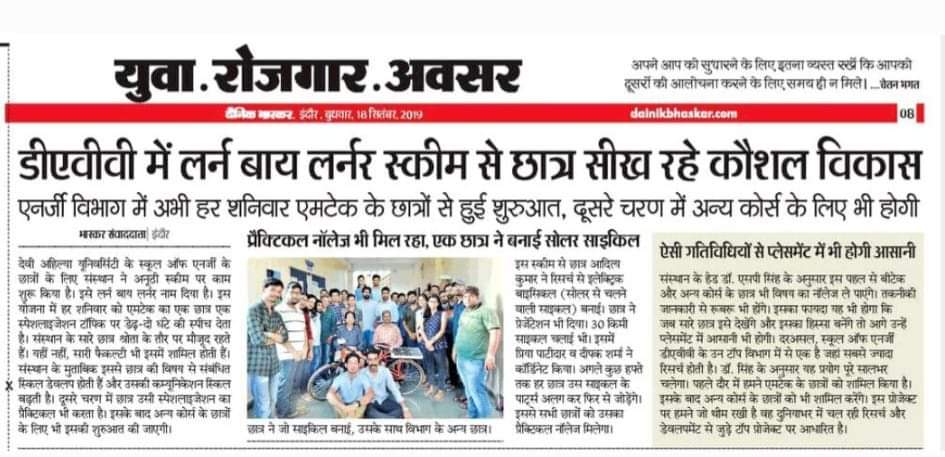 युवा.रोजगार.अवसर
अपने आप को सुधारने के लिए इतना व्यस्त रखें कि आपको
दूसरों की आलोचना करने के लिए समय ही न मिले। ...चेतन भगत
दैनिक भास्कर, इंदौर, बुधवार, 18 सितंबर, 2019
dainikbhaskar.com
08
डीएवीवी में लर्न बाय लर्नर स्कीम से छात्र सीख रहे कौशल विकास
एनर्जी विभाग में अभी हर शनिवार एमटेक के छात्रों से हुई शुरुआत, दूसरे चरण में अन्य कोर्स के लिए भी होगी
भास्कर संवाददाता | इंदौर
देवी अहिल्या यूनिवर्सिटी के स्कूल ऑफ एनर्जी के
छात्रों के लिए संस्थान ने अनूठी स्कीम पर काम
शुरू किया है। इसे लर्न बाय लर्नर नाम दिया है। इस
योजना में हर शनिवार को एमटेक का एक छात्र एक
स्पेशलाइजेशन टॉपिक पर डेढ़-दो घंटे की स्पीच देता
है। संस्थान के सारे छात्र श्रोता के तौर पर मौजूद रहते
हैं। यही नहीं, सारी फैकल्टी भी इसमें शामिल होती हैं।
संस्थान के मुताबिक इससे छात्र की विषय से संबंधित
स्किल डेवलप होती हैं और उसकी कम्युनिकेशन स्किल
बढ़ती है। दूसरे चरण में छात्र उसी स्पेशलाइजेशन का
प्रैक्टिकल भी करता है। इसके बाद अन्य कोर्स के छात्रों
के लिए भी इसकी शुरुआत की जाएगी।
प्रैक्टिकल नॉलेज भी मिल रहा, एक छात्र ने बनाई सोलर साइकिल
छात्र ने जो साइकिल बनाई, उसके साथ विभाग के अन्य छात्र।
इस स्कीम से छात्र आदित्य
कुमार ने रिसर्च से इलेक्ट्रिक
बाइसिकल (सोलर से चलने
वाली साइकल) बनाई। छात्र ने
प्रेजेंटेशन भी दिया। 30 किमी
साइकल चलाई भी। इसमें
प्रिया पाटीदार व दीपक शर्मा ने
कॉर्डिनेट किया। अगले कुछ हफ्ते
तक हर छात्र उस साइकल के
पार्ट्स अलग कर फिर से जोड़ेंगे।
इससे सभी छात्रों को उसका
प्रैक्टिकल नॉलेज मिलेगा।
ऐसी गतिविधियों से प्लेसमेंट में भी होगी आसानी
संस्थान के हेड डॉ. एसपी सिंह के अनुसार इस पहल से बीटेक
और अन्य कोर्स के छात्र भी विषय का नॉलेज ले पाएंगे। तकनीकी
जानकारी से रूबरू भी होंगे। इसका फायदा यह भी होगा कि
जब सारे छात्र इसे देखेंगे और इसका हिस्सा बनेंगे तो आगे उन्हें
प्लेसमेंट में आसानी भी होगी। दरअसल, स्कूल ऑफ एनर्जी
डीएवीवी के उन टॉप विभाग में से एक है जहां सबसे ज्यादा
रिसर्च होती है। डॉ. सिंह के अनुसार यह प्रयोग पूरे सालभर
चलेगा। पहले दौर में हमने एमटेक के छात्रों को शामिल किया है।
इसके बाद अन्य कोर्स के छात्रों को भी शामिल करेंगे। इस प्रोजेक्ट
पर हमने जो थीम रखी है वह दुनियाभर में चल रही रिसर्च और
डेवलपमेंट से जुड़े टॉप प्रोजेक्ट पर आधारित है।